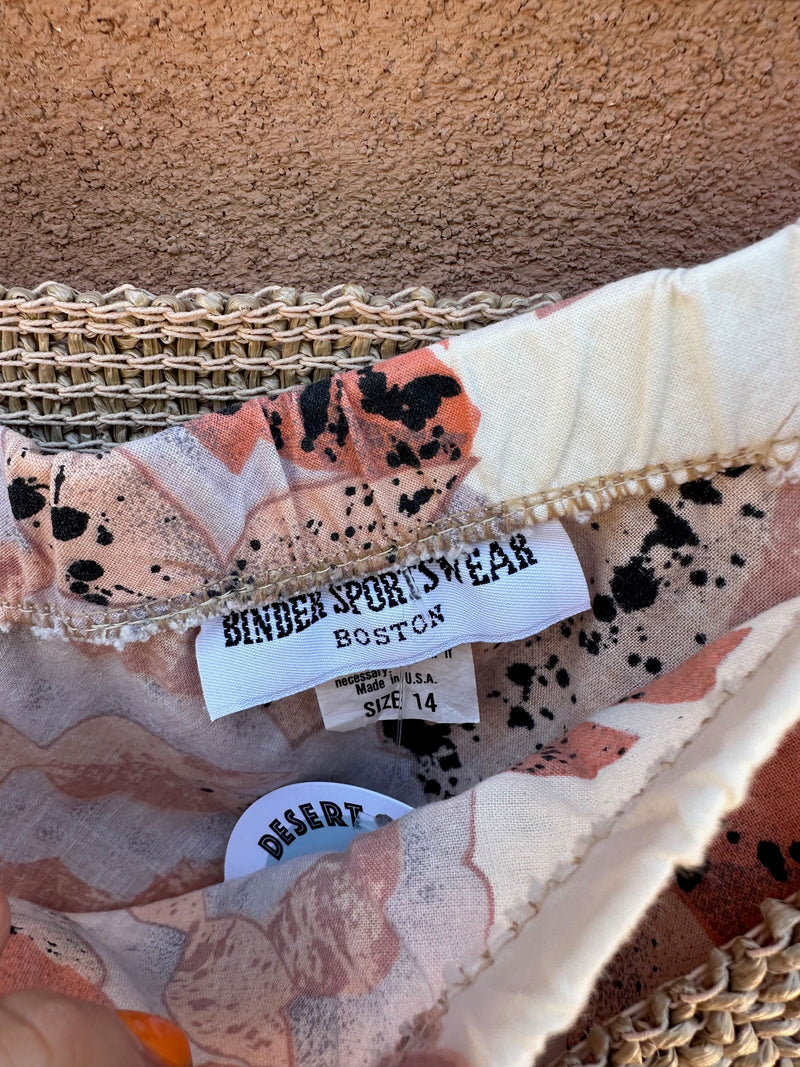 BINDER SPORTSWEAR
BOSTON
necessary
Made in U.S.A.
SIZE 14
DESERT